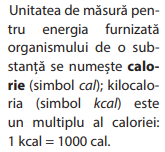 Unitatea de măsură pen-
tru energia furnizată
organismului de o sub-
stanță se numește calo-
rie (simbol cal); kilocalo-
ria (simbol kcal) este
un multiplu al caloriei:
1 kcal = 1000 cal.